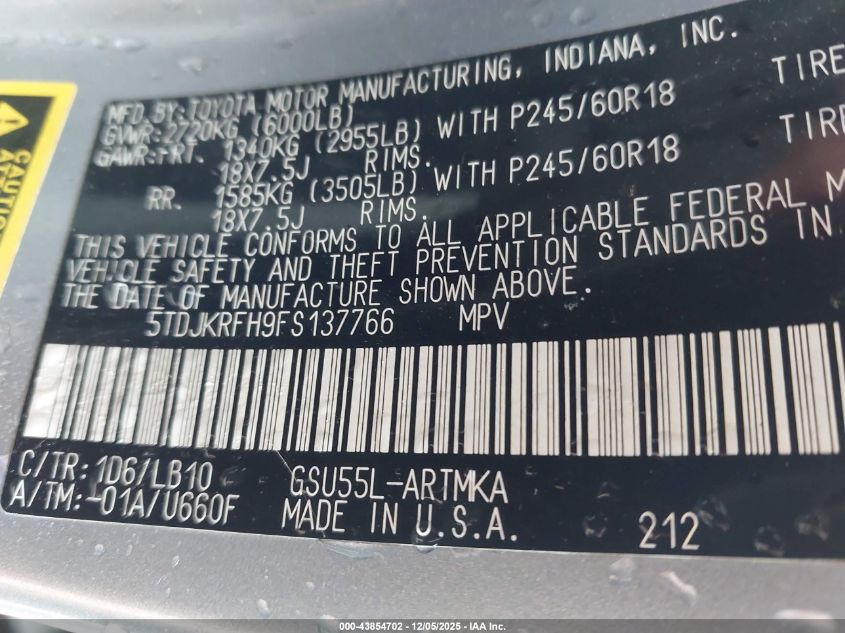 MFD.BY:TOYOTA MOTOR MANUFACTURING, INDIANA, INC.
GVWR:2720KG (6000LB)
GAWR:FRT. 1340KG (2955LB) WITH P245/60R18 TIRE
18X7.5J RIMS.
RR. 1585KG (3505LB) WITH P245/60R18 TIRE
18X7.5J RIMS.
THIS VEHICLE CONFORMS TO ALL APPLICABLE FEDERAL M
VEHICLE SAFETY AND THEFT PREVENTION STANDARDS IN
THE DATE OF MANUFACTURE SHOWN ABOVE.
5TDJKRFH9FS137766 MPV
C/TR:1D6/LB10 GSU55L-ARTMKA
A/TM:-01A/U660F MADE IN U.S.A. 212
CAUTION
000-43854702 - 12/05/2025 - IAA Inc.